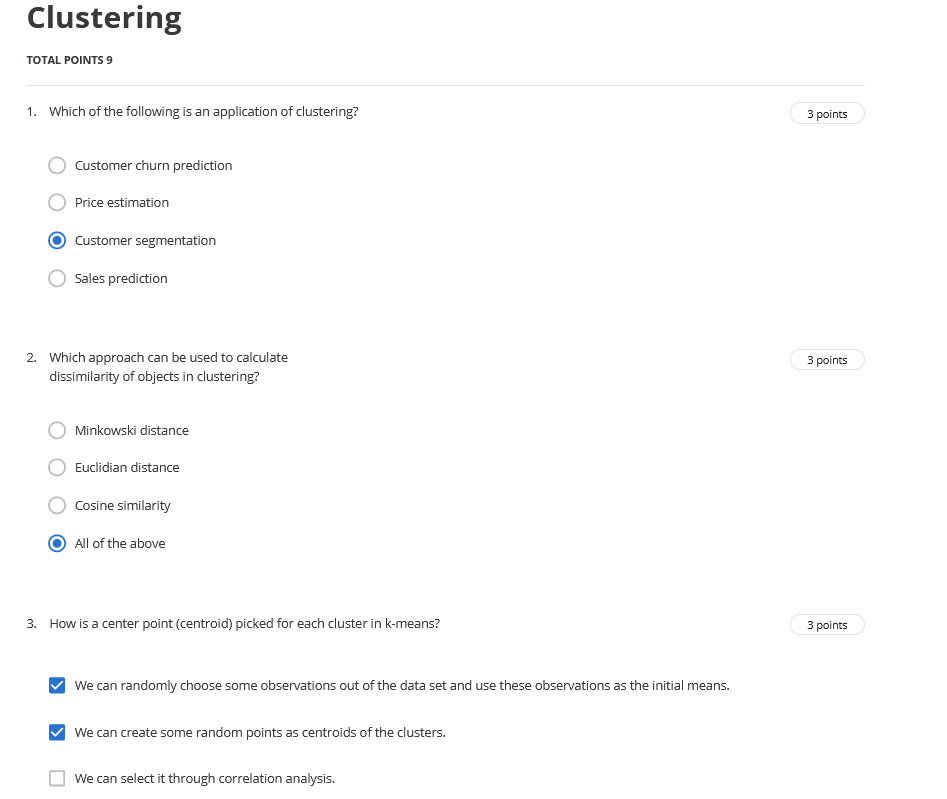 Clustering
TOTAL POINTS 9
1. Which of the following is an application of clustering?
3 points
Customer churn prediction
Price estimation
Customer segmentation
Sales prediction
2. Which approach can be used to calculate
dissimilarity of objects in clustering?
3 points
Minkowski distance
Euclidian distance
Cosine similarity
All of the above
3. How is a center point (centroid) picked for each cluster in k-means?
3 points
We can randomly choose some observations out of the data set and use these observations as the initial means.
We can create some random points as centroids of the clusters.
We can select it through correlation analysis.